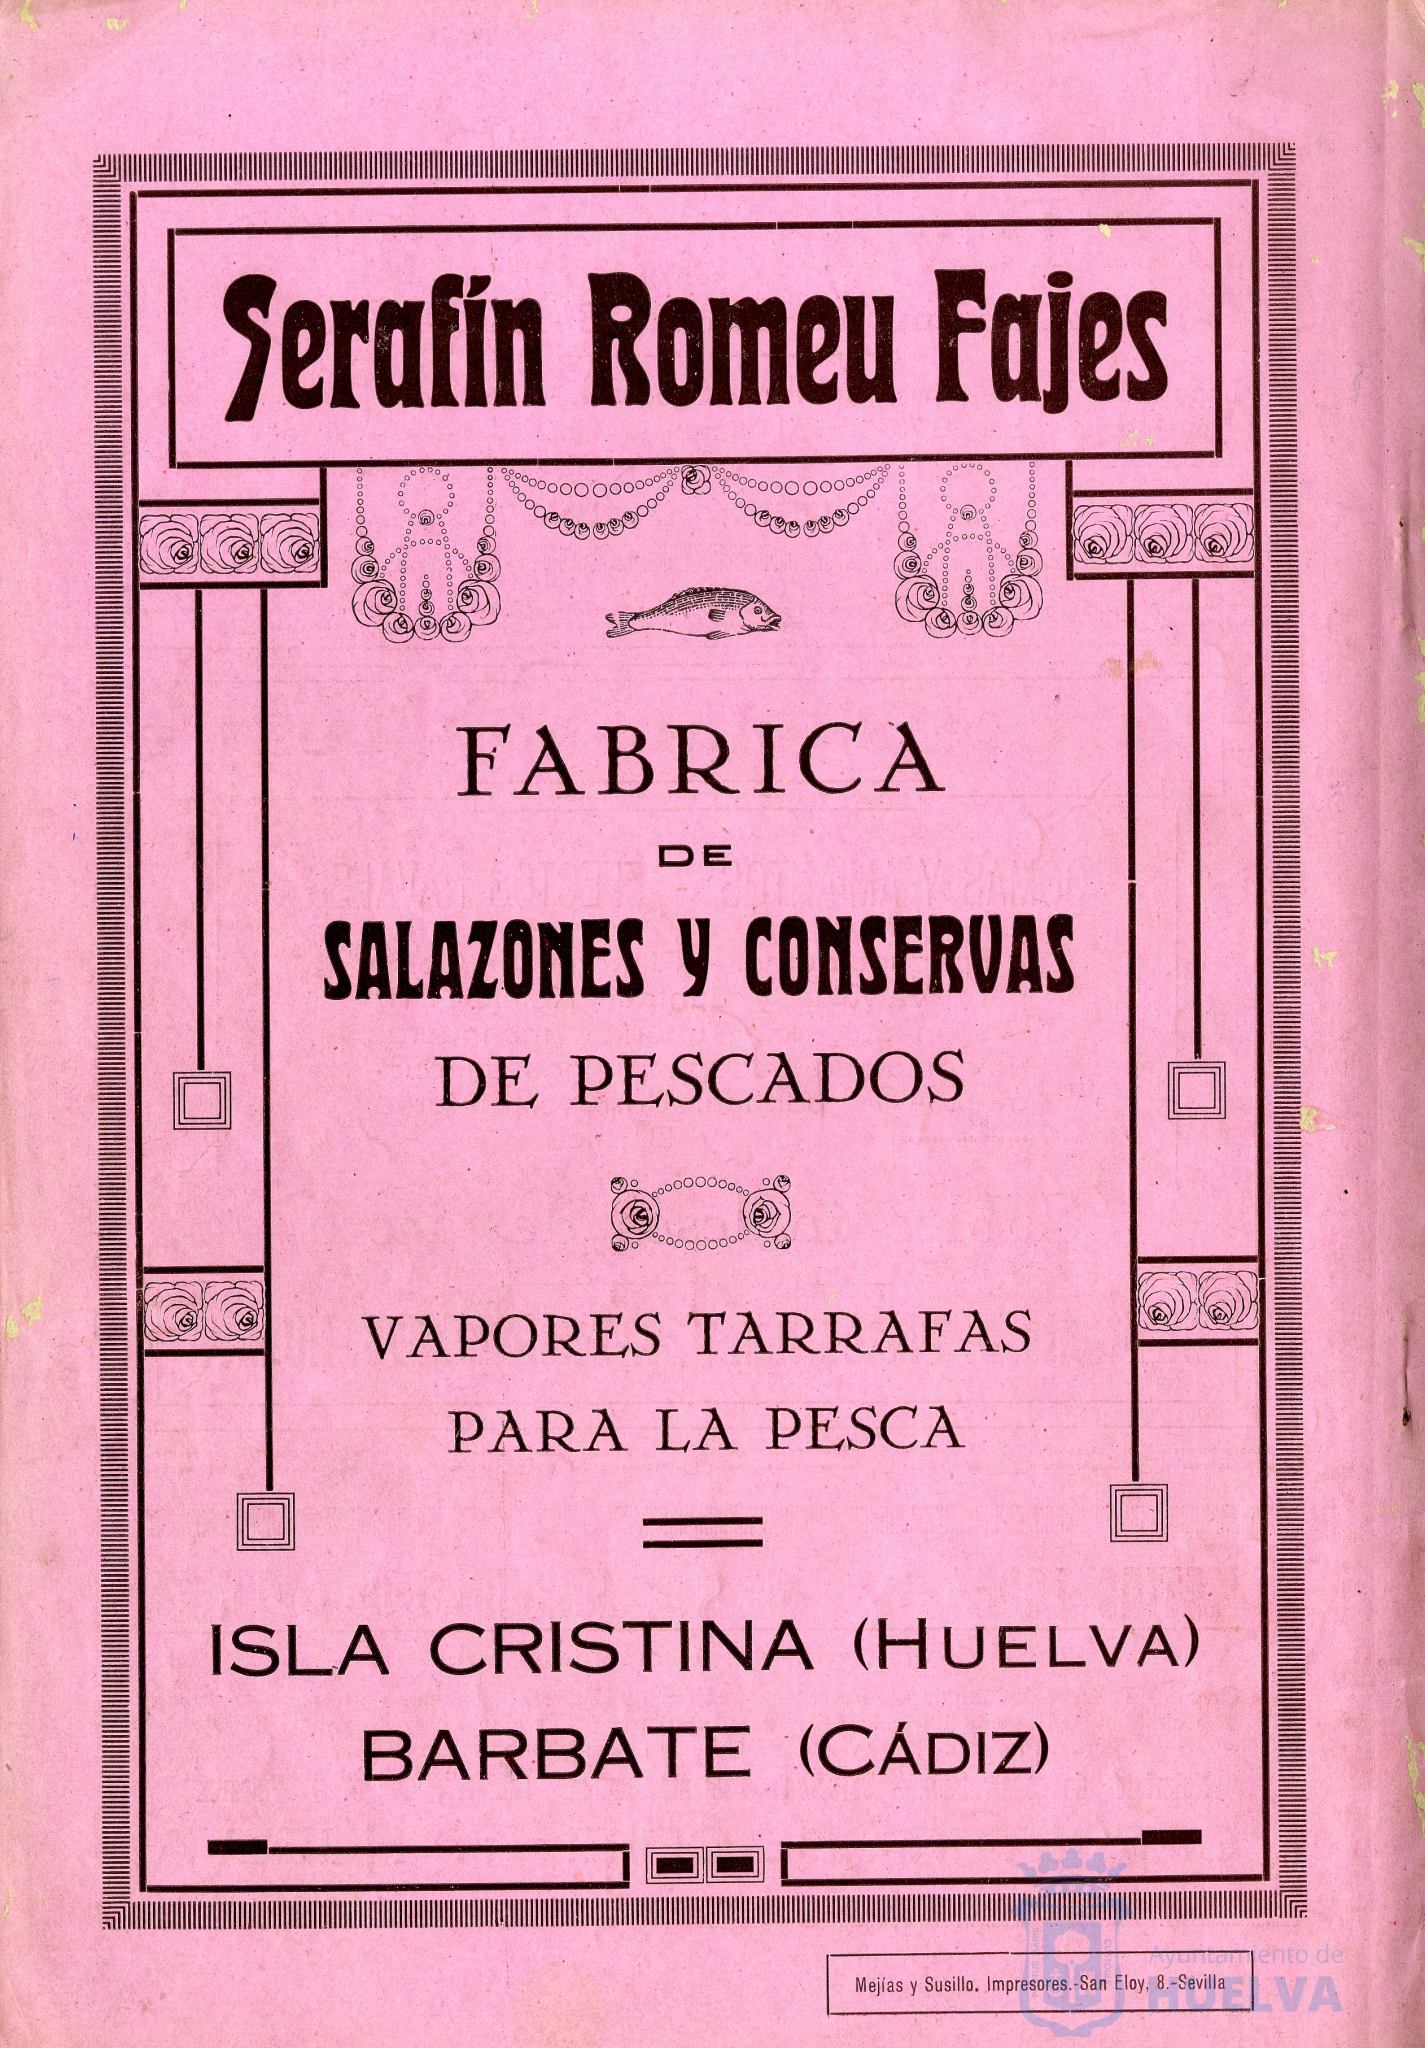 Serafín Romeu Fajes
FABRICA
DE
SALAZONES Y CONSERVAS
DE PESCADOS
VAPORES TARRAFAS
PARA LA PESCA
ISLA CRISTINA (HUELVA)
BARBATE (CÁDIZ)
Mejías y Susillo. Impresores.-San Eloy, 8.-Sevilla
Ayuntamiento de
HUELVA